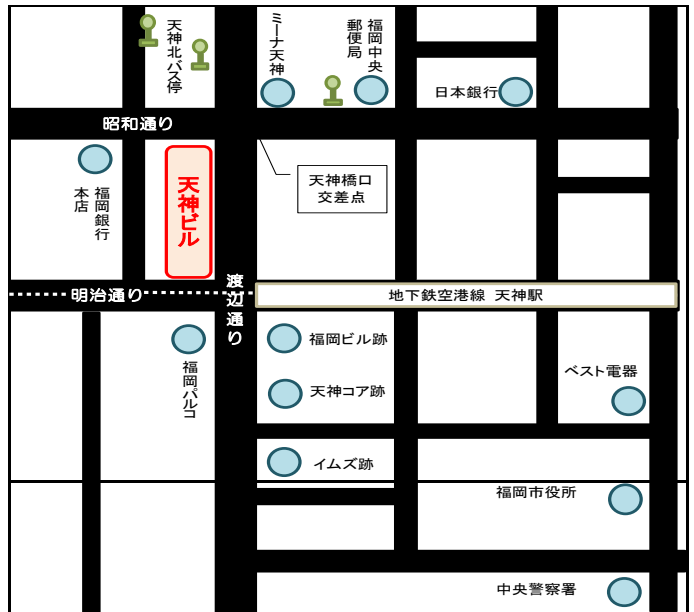 天神北バス停
ミーナ天神
福岡中央
郵便局
日本銀行
昭和通り
福岡銀行
本店
天神ビル
天神橋口
交差点
明治通り
渡辺通り
地下鉄空港線 天神駅
福岡パルコ
福岡ビル跡
天神コア跡
ベスト電器
イムズ跡
福岡市役所
中央警察署